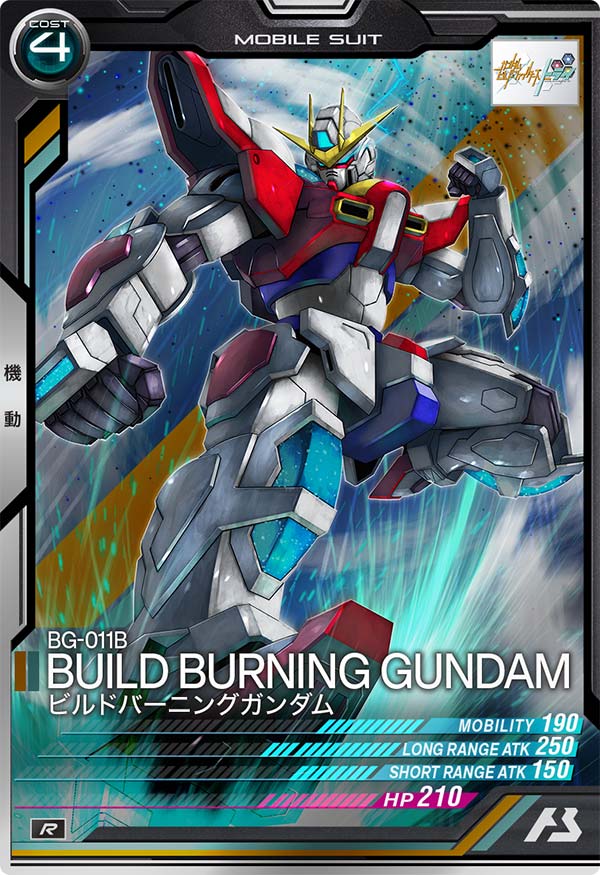 COST
4
MOBILE SUIT
機動
BG-011B
BUILD BURNING GUNDAM
ビルドバーニングガンダム
MOBILITY 190
LONG RANGE ATK 250
SHORT RANGE ATK 150
HP 210
R